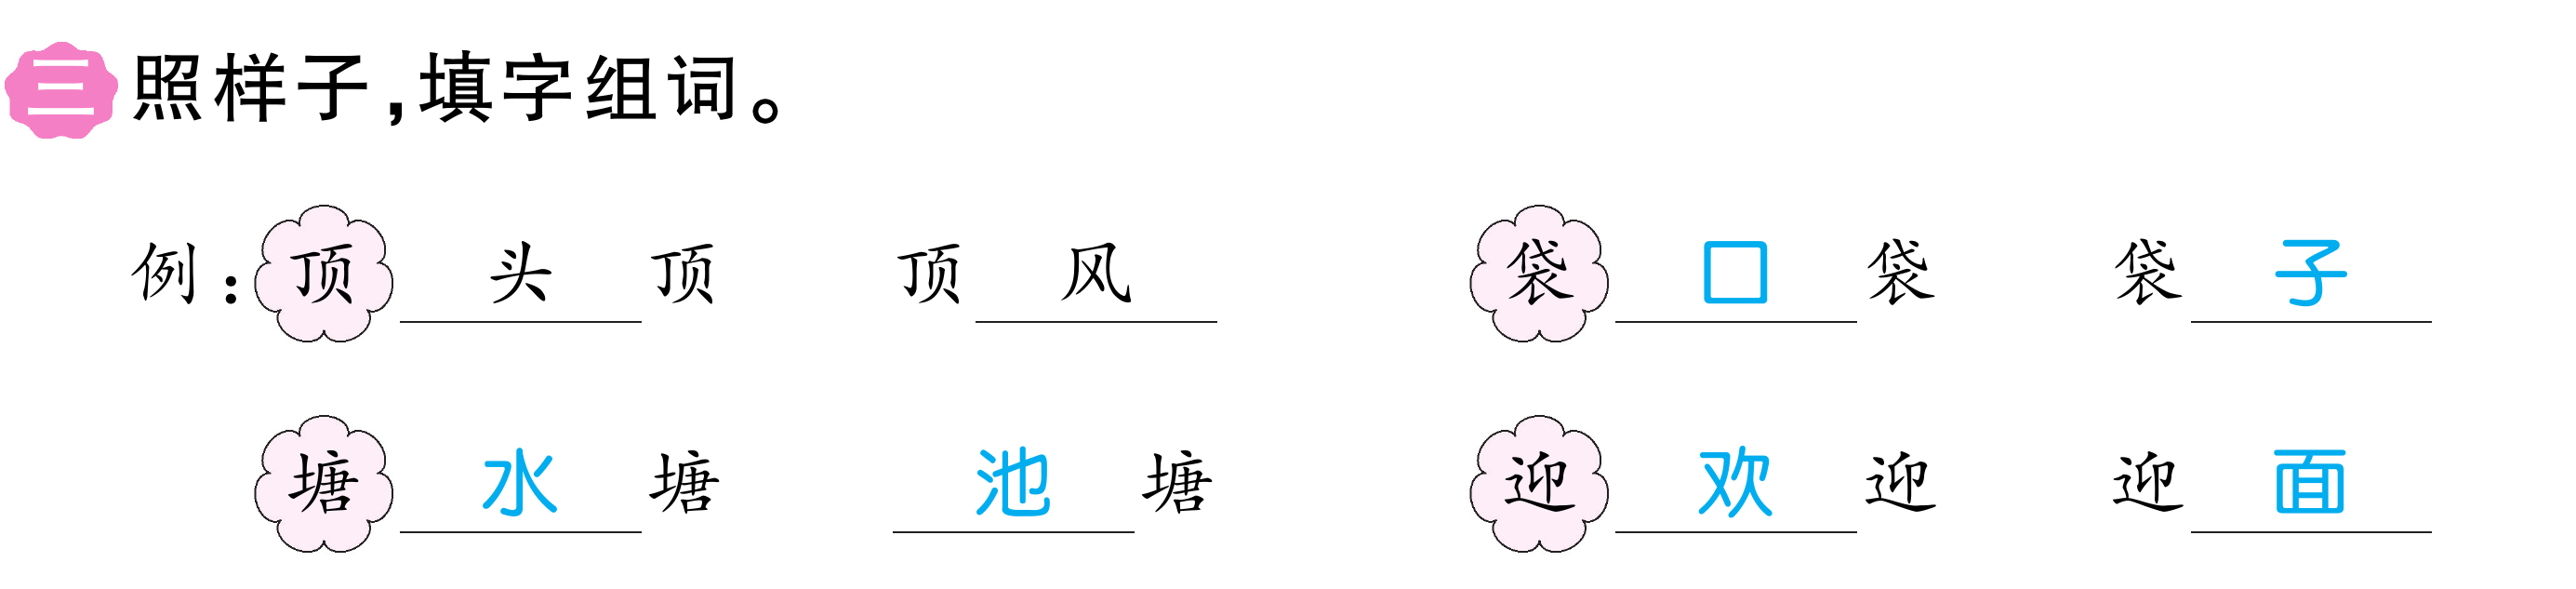 三 照样子,填字组词。
例: 顶 头 顶 顶 风 袋 口 袋 袋 子
塘 水 塘 池 塘 迎 欢 迎 迎 面